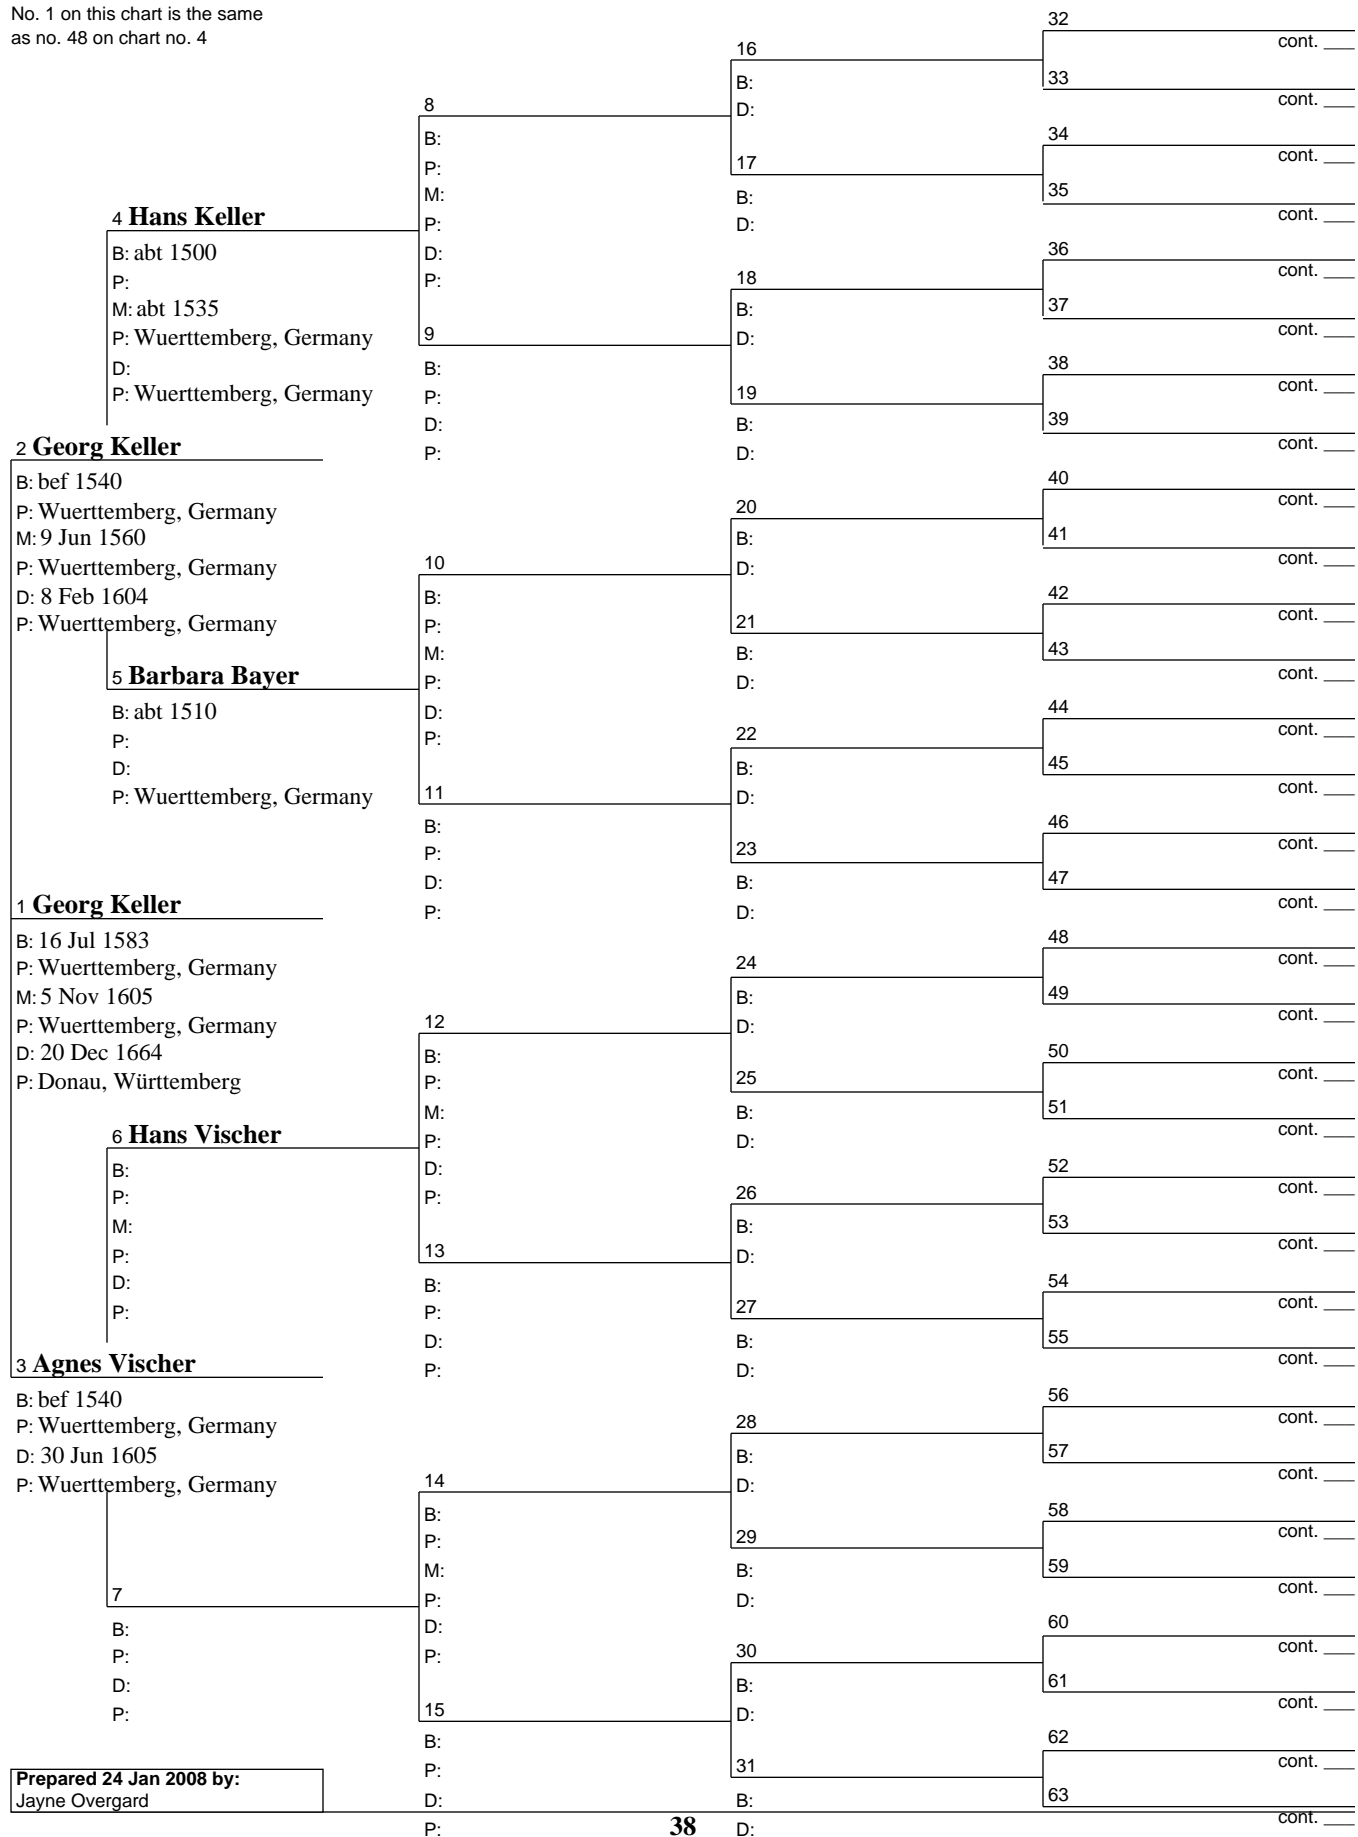 No. 1 on this chart is the same
as no. 48 on chart no. 4
2 Georg Keller
B: bef 1540
P: Wuerttemberg, Germany
M: 9 Jun 1560
P: Wuerttemberg, Germany
D: 8 Feb 1604
P: Wuerttemberg, Germany
1 Georg Keller
B: 16 Jul 1583
P: Wuerttemberg, Germany
M: 5 Nov 1605
P: Wuerttemberg, Germany
D: 20 Dec 1664
P: Donau, Württemberg
3 Agnes Vischer
B: bef 1540
P: Wuerttemberg, Germany
D: 30 Jun 1605
P: Wuerttemberg, Germany
4 Hans Keller
B: abt 1500
P:
M: abt 1535
P: Wuerttemberg, Germany
D:
P: Wuerttemberg, Germany
5 Barbara Bayer
B: abt 1510
P:
D:
P: Wuerttemberg, Germany
6 Hans Vischer
B:
P:
M:
P:
D:
P:
7
B:
P:
D:
P:
8
B:
P:
M:
P:
D:
P:
9
B:
P:
D:
P:
10
B:
P:
M:
P:
D:
P:
11
B:
P:
D:
P:
12
B:
P:
M:
P:
D:
P:
13
B:
P:
D:
P:
14
B:
P:
M:
P:
D:
P:
15
B:
P:
D:
P:
16
B:
D:
17
B:
D:
18
B:
D:
19
B:
D:
20
B:
D:
21
B:
D:
22
B:
D:
23
B:
D:
24
B:
D:
25
B:
D:
26
B:
D:
27
B:
D:
28
B:
D:
29
B:
D:
30
B:
D:
31
B:
D:
32
cont. ___
33
cont. ___
34
cont. ___
35
cont. ___
36
cont. ___
37
cont. ___
38
cont. ___
39
cont. ___
40
cont. ___
41
cont. ___
42
cont. ___
43
cont. ___
44
cont. ___
45
cont. ___
46
cont. ___
47
cont. ___
48
cont. ___
49
cont. ___
50
cont. ___
51
cont. ___
52
cont. ___
53
cont. ___
54
cont. ___
55
cont. ___
56
cont. ___
57
cont. ___
58
cont. ___
59
cont. ___
60
cont. ___
61
cont. ___
62
cont. ___
63
cont. ___
Prepared 24 Jan 2008 by:
Jayne Overgard
38